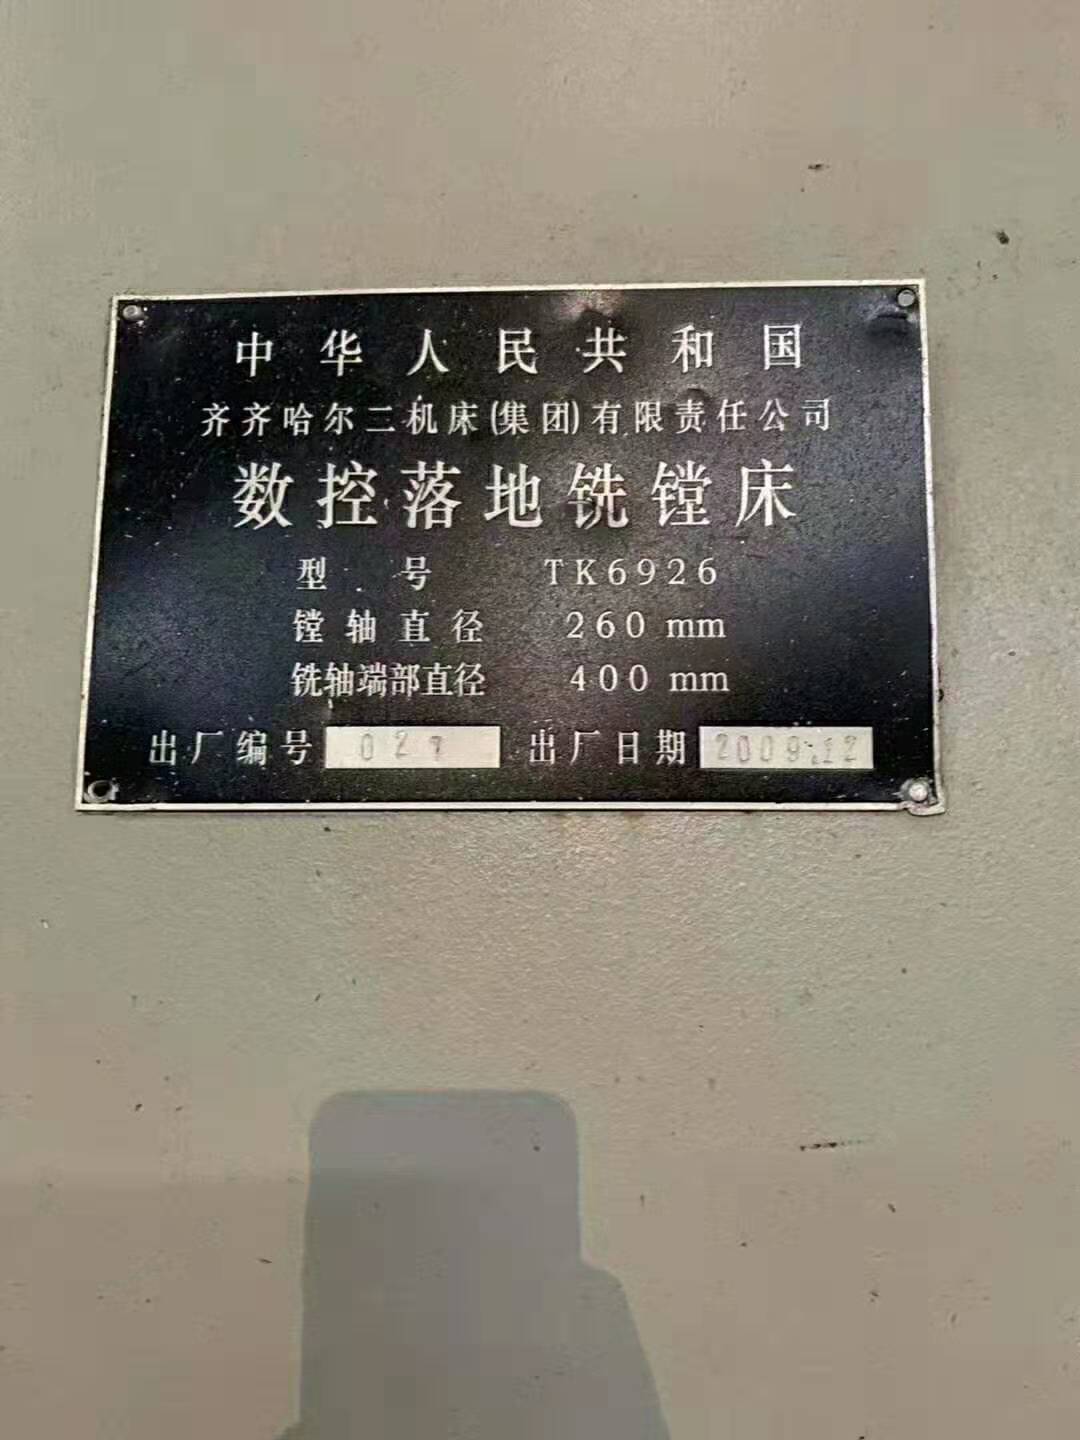 中华人民共和国
齐齐哈尔二机床(集团)有限责任公司
数控落地铣镗床
型号 TK6926
镗轴直径 260 mm
铣轴端部直径 400 mm
出厂编号 027 出厂日期 2009.12